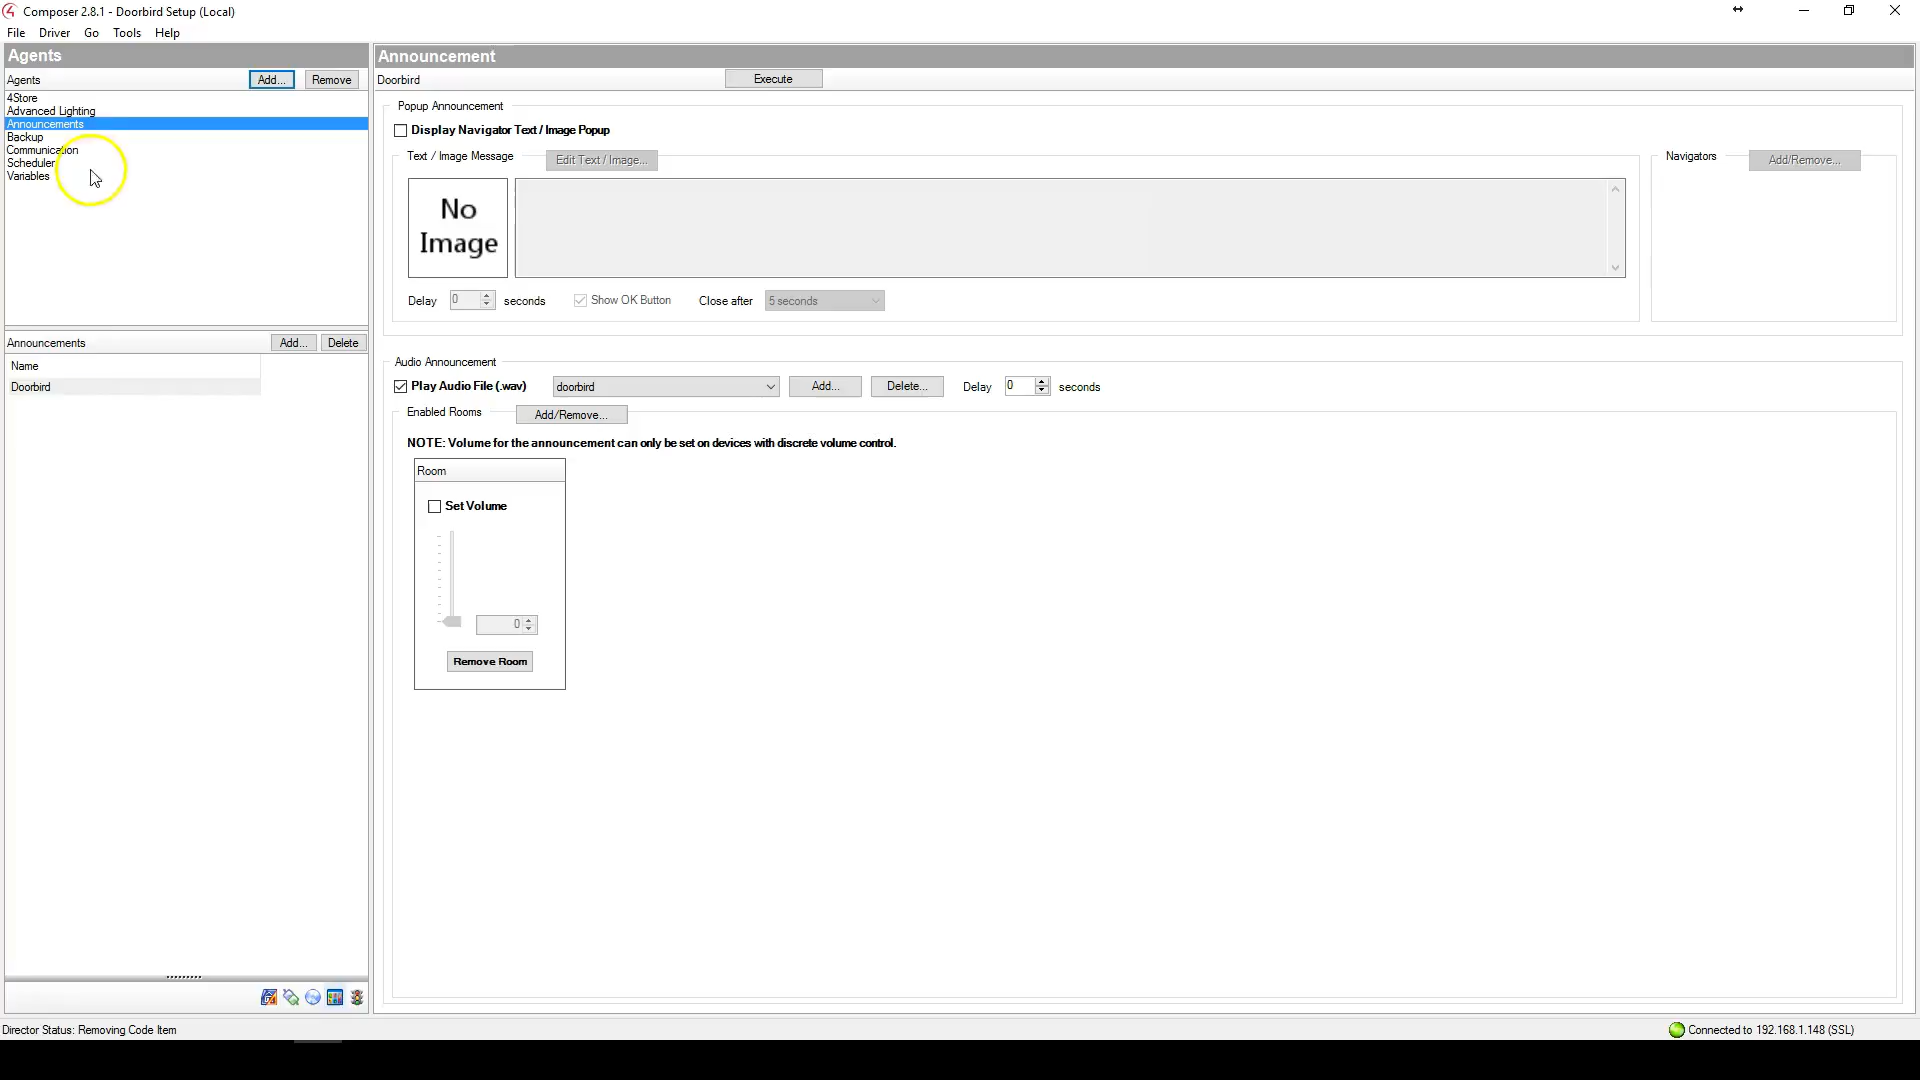 Composer 2.8.1 - Doorbird Setup (Local)
File Driver Go Tools Help
Agents
Agents Add... Remove
4Store
Advanced Lighting
Announcements
Backup
Communication
Scheduler
Variables
Announcements Add... Delete
Name
Doorbird
Announcement
Doorbird Execute
Popup Announcement
Display Navigator Text / Image Popup
Text / Image Message Edit Text / Image...
No
Image
Delay 0 seconds Show OK Button Close after 5 seconds
Navigators Add/Remove...
Audio Announcement
Play Audio File (.wav) doorbird Add... Delete... Delay 0 seconds
Enabled Rooms Add/Remove...
NOTE: Volume for the announcement can only be set on devices with discrete volume control.
Room
Set Volume
0
Remove Room
Director Status: Removing Code Item
Connected to 192.168.1.148 (SSL)